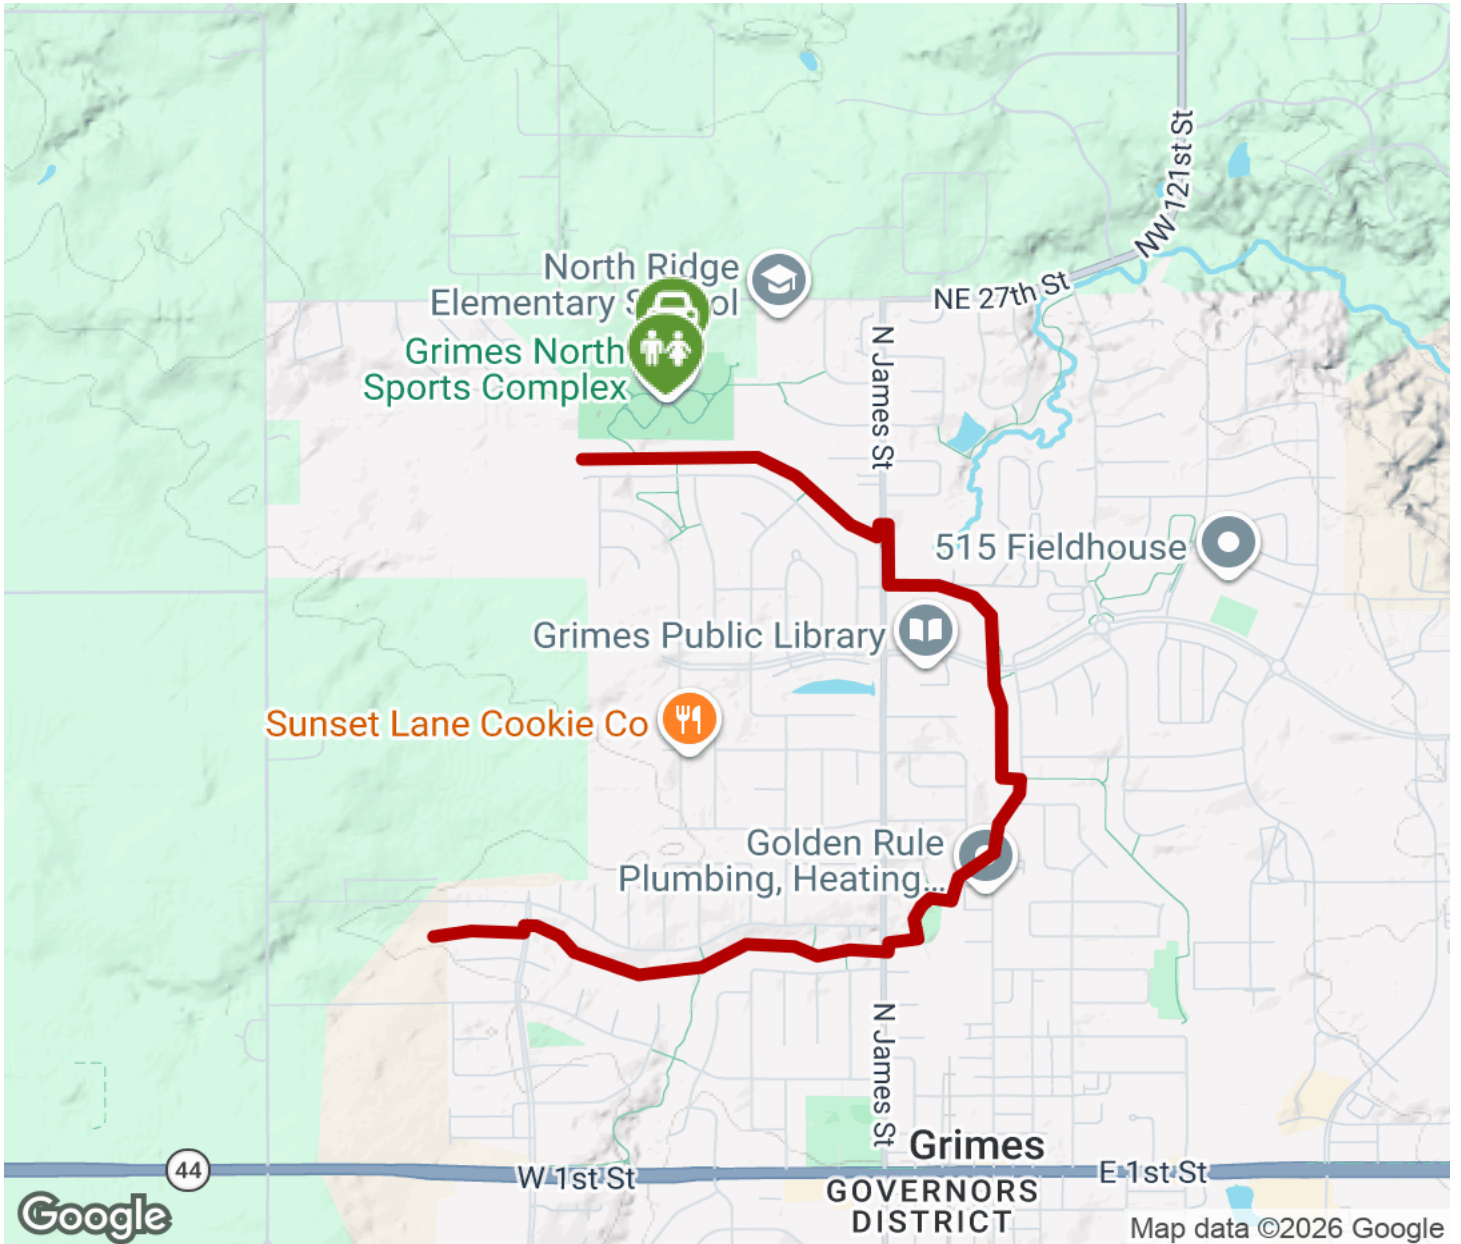 NW 121st St
North Ridge
Elementary S ol
NE 27th St
Grimes North
Sports Complex
N James St
515 Fieldhouse
Grimes Public Library
Sunset Lane Cookie Co
Golden Rule
Plumbing, Heating...
N James St
Grimes
44
W 1st St
E 1st St
GOVERNORS
DISTRICT
Google
Map data ©2026 Google